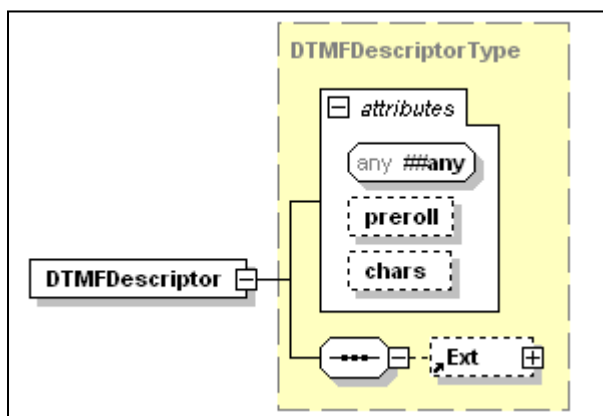 DTMFDescriptorType
attributes
any ##any
preroll
chars
DTMFDescriptor
Ext